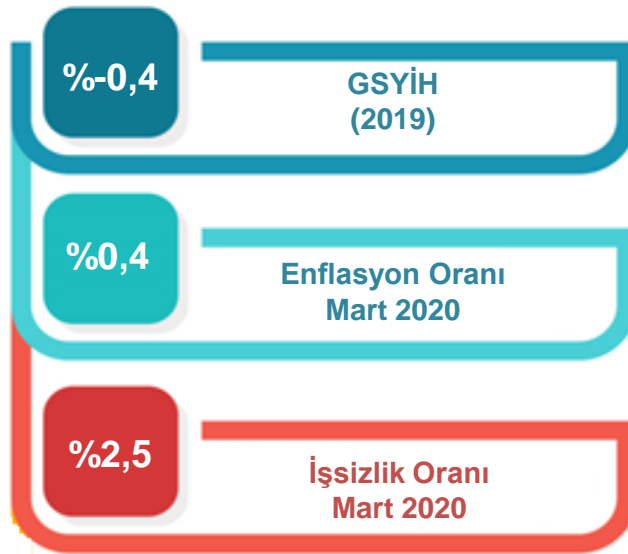 %-0,4
GSYİH
(2019)
%0,4
Enflasyon Oranı
Mart 2020
%2,5
İşsizlik Oranı
Mart 2020